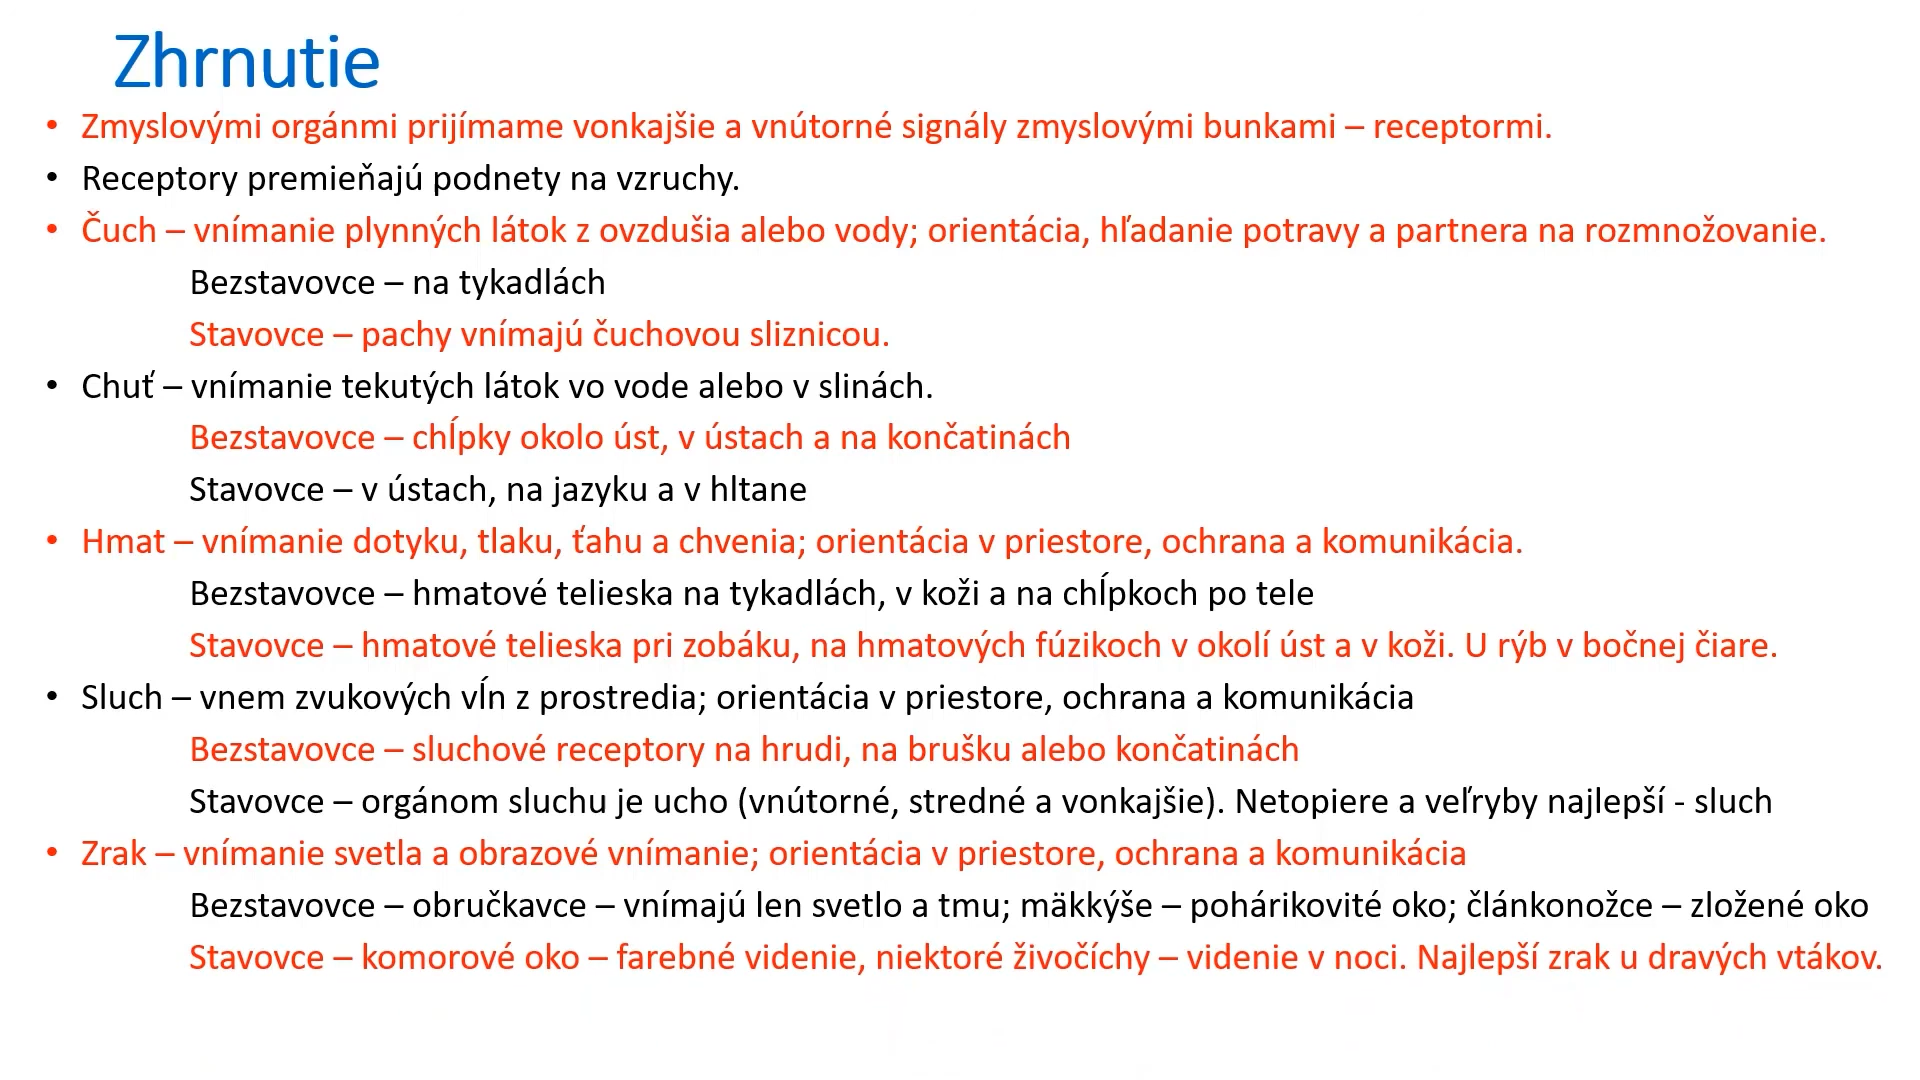 Zhrnutie
• Zmyslovými orgánmi prijímame vonkajšie a vnútorné signály zmyslovými bunkami – receptormi.
• Receptory premieňajú podnety na vzruchy.
• Čuch – vnímanie plynných látok z ovzdušia alebo vody; orientácia, hľadanie potravy a partnera na rozmnožovanie.
Bezstavovce – na tykadlách
Stavovce – pachy vnímajú čuchovou sliznicou.
• Chuť – vnímanie tekutých látok vo vode alebo v slinách.
Bezstavovce – chĺpky okolo úst, v ústach a na končatinách
Stavovce – v ústach, na jazyku a v hltane
• Hmat – vnímanie dotyku, tlaku, ťahu a chvenia; orientácia v priestore, ochrana a komunikácia.
Bezstavovce – hmatové telieska na tykadlách, v koži a na chĺpkoch po tele
Stavovce – hmatové telieska pri zobáku, na hmatových fúzikoch v okolí úst a v koži. U rýb v bočnej čiare.
• Sluch – vnem zvukových vĺn z prostredia; orientácia v priestore, ochrana a komunikácia
Bezstavovce – sluchové receptory na hrudi, na brušku alebo končatinách
Stavovce – orgánom sluchu je ucho (vnútorné, stredné a vonkajšie). Netopiere a veľryby najlepší - sluch
• Zrak – vnímanie svetla a obrazové vnímanie; orientácia v priestore, ochrana a komunikácia
Bezstavovce – obručkavce – vnímajú len svetlo a tmu; mäkkýše – pohárikovité oko; článkonožce – zložené oko
Stavovce – komorové oko – farebné videnie, niektoré živočíchy – videnie v noci. Najlepší zrak u dravých vtákov.